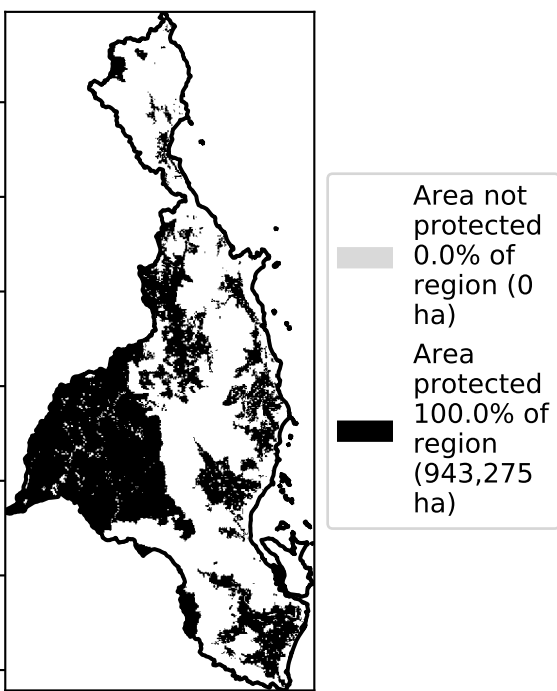 Area not
protected
0.0% of
region (0
ha)
Area
protected
100.0% of
region
(943,275
ha)